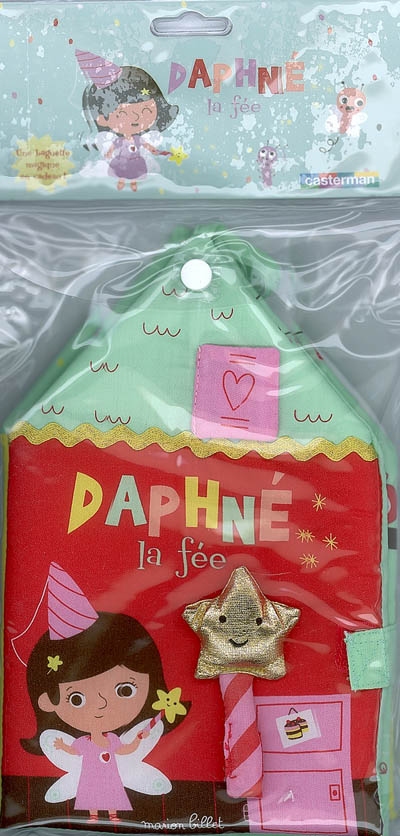 DAPHNÉ
la fée
Une baguette
magique
en cadeau !
casterman
DAPHNÉ
la fée
marion billet